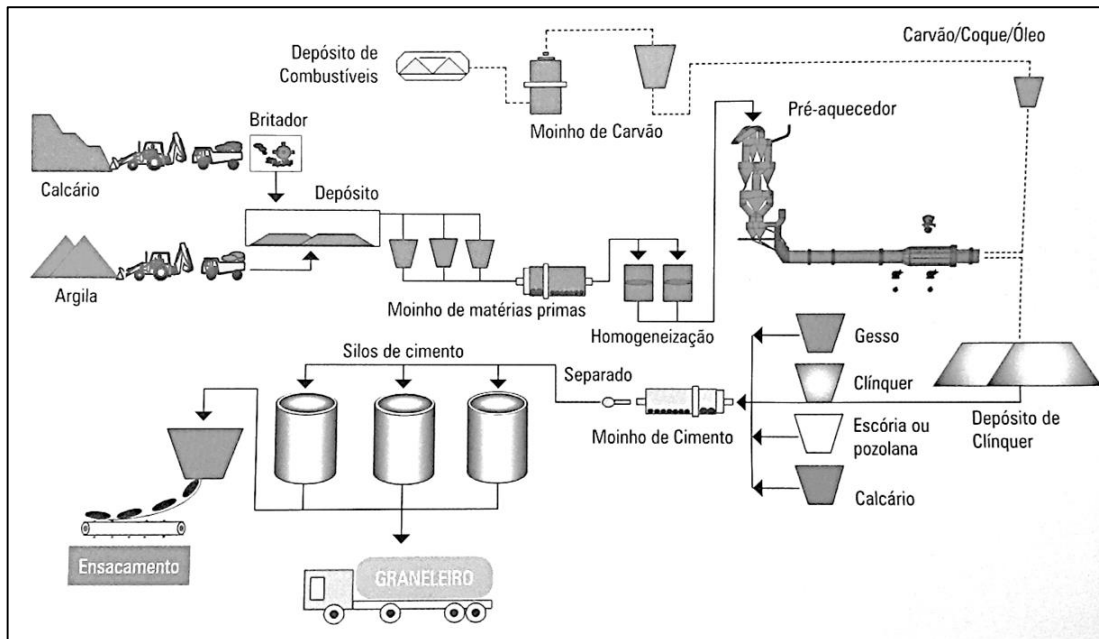 Depósito de
Combustíveis
Moinho de Carvão
Carvão/Coque/Óleo
Pré-aquecedor
Britador
Calcário
Depósito
Argila
Moinho de matérias primas
Homogeneização
Silos de cimento
Separado
Moinho de Cimento
Gesso
Clínquer
Escória ou
pozolana
Calcário
Depósito de
Clínquer
Ensacamento
GRANELEIRO